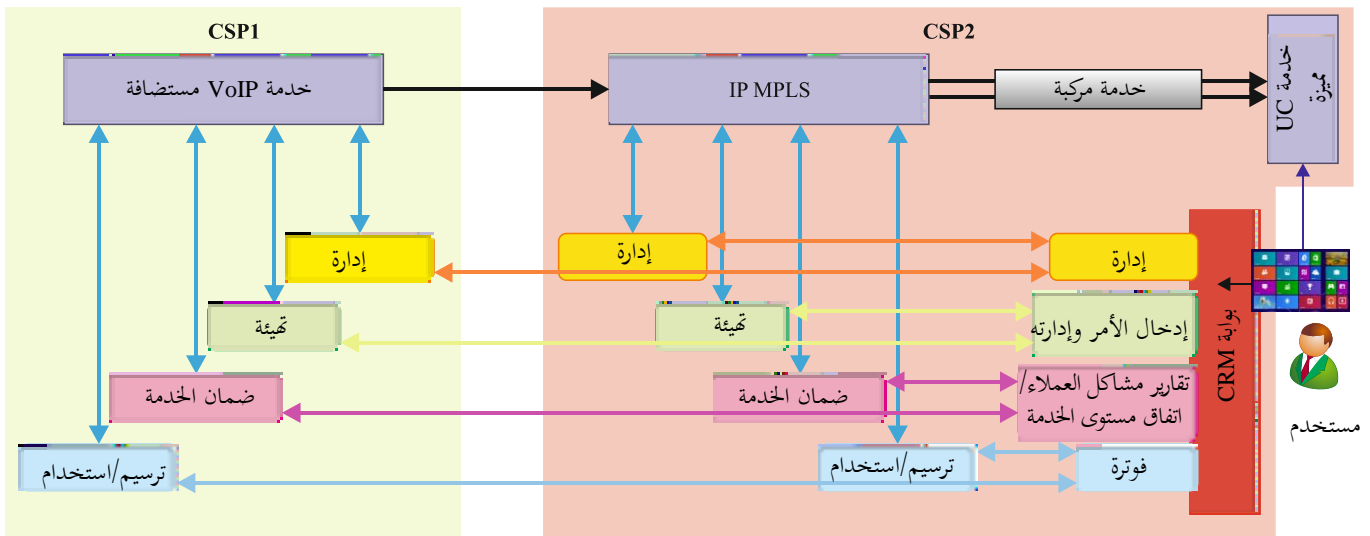 CSP1
CSP2
خدمة VoIP مستضافة
IP MPLS
خدمة مركبة
خدمة UC
مميزة
إدارة
إدارة
إدارة
تهيئة
تهيئة
إدخال الأمر وإدارته
ضمان الخدمة
ضمان الخدمة
تقارير مشاكل العملاء/
اتفاق مستوى الخدمة
ترسيم/استخدام
ترسيم/استخدام
فوترة
بوابة CRM
مستخدم